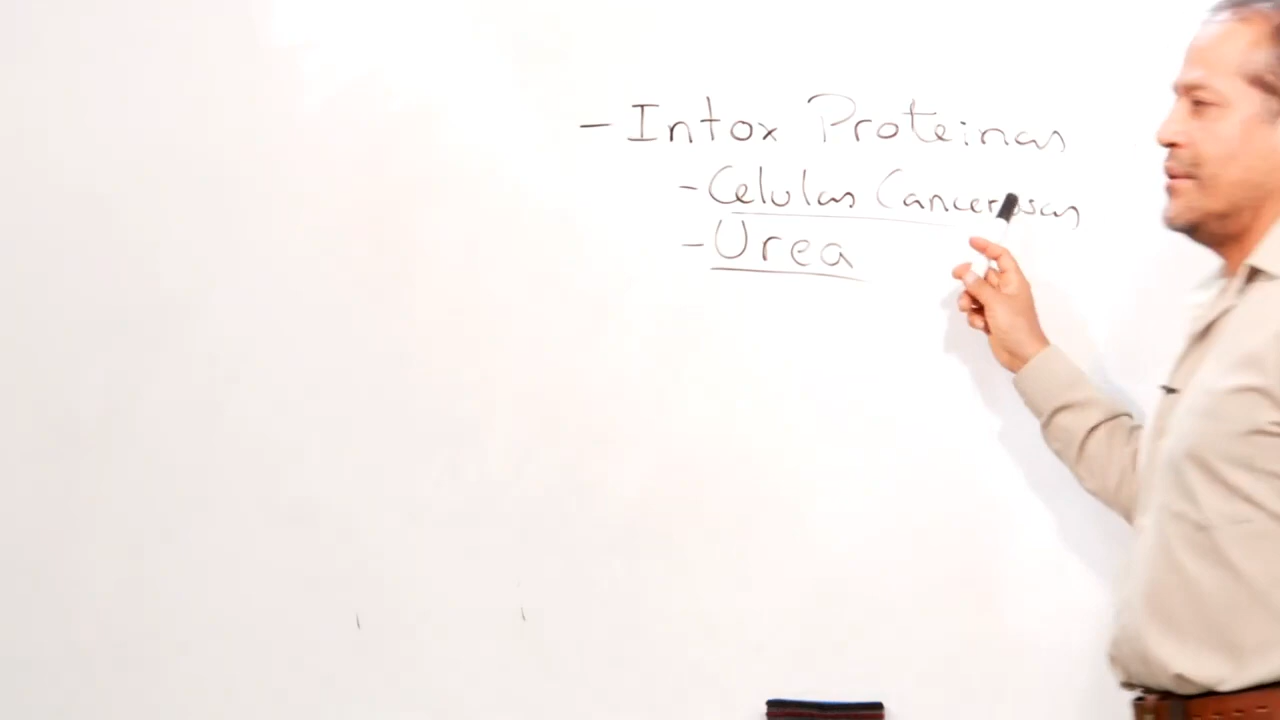 - Intox Proteinas
- Celulas Cancerosas
- Urea